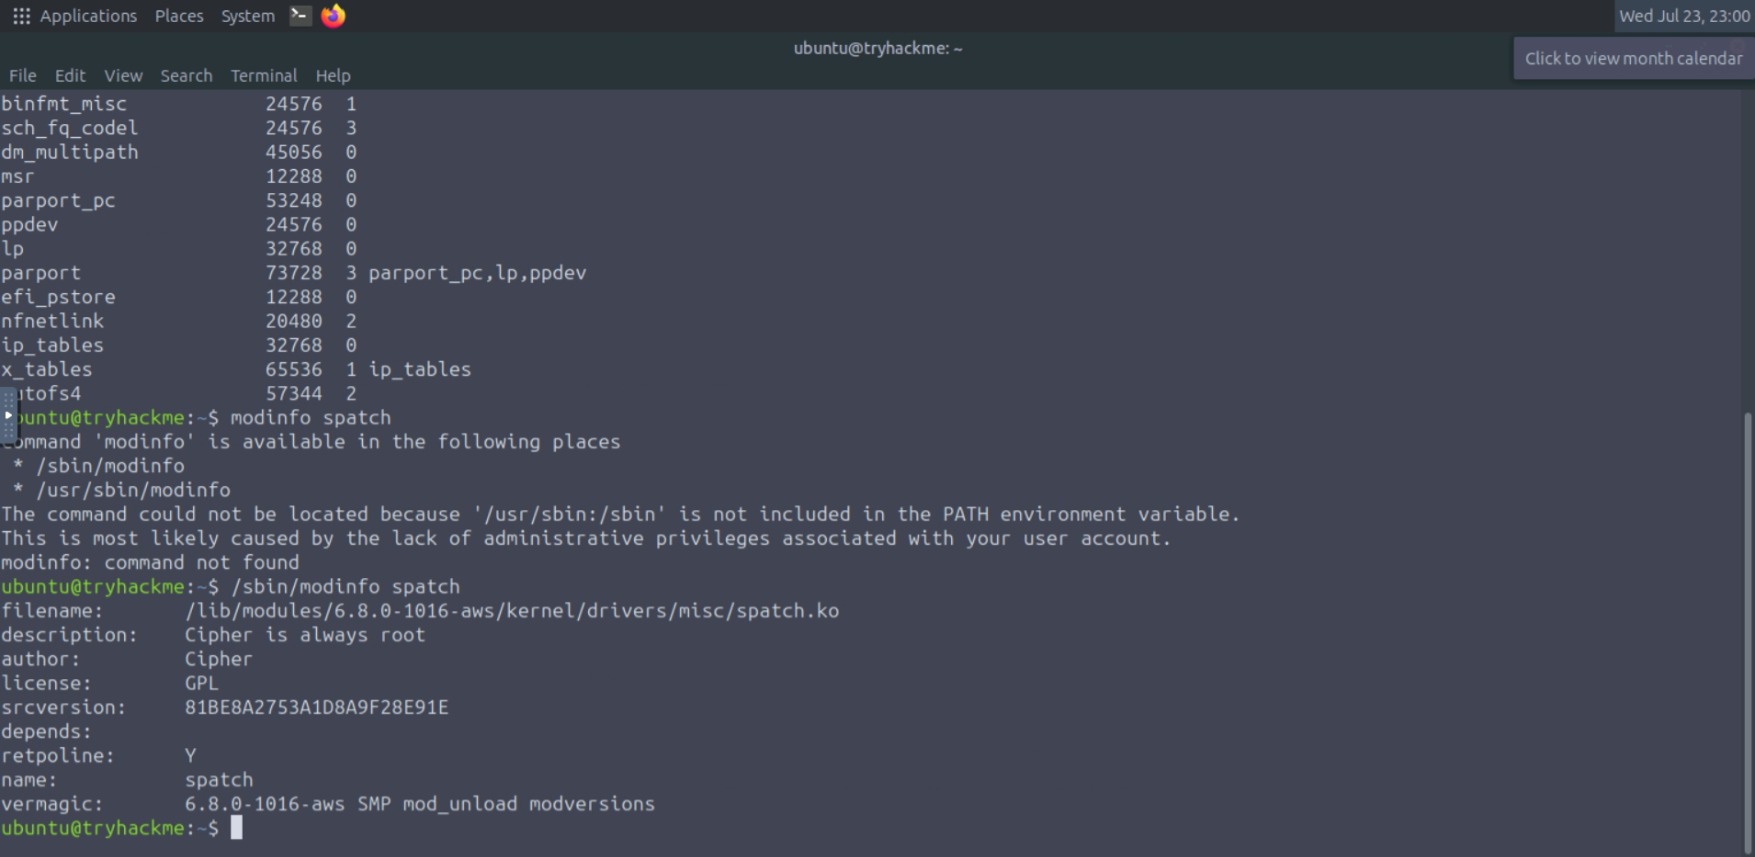 Applications Places System Wed Jul 23, 23:00
ubuntu@tryhackme: ~
Click to view month calendar
File Edit View Search Terminal Help
binfmt_misc 24576 1
sch_fq_codel 24576 3
dm_multipath 45056 0
msr 12288 0
parport_pc 53248 0
ppdev 24576 0
lp 32768 0
parport 73728 3 parport_pc,lp,ppdev
efi_pstore 12288 0
nfnetlink 20480 2
ip_tables 32768 0
x_tables 65536 1 ip_tables
utofs4 57344 2
buntu@tryhackme:~$ modinfo spatch
ommand 'modinfo' is available in the following places
* /sbin/modinfo
* /usr/sbin/modinfo
The command could not be located because '/usr/sbin:/sbin' is not included in the PATH environment variable.
This is most likely caused by the lack of administrative privileges associated with your user account.
modinfo: command not found
ubuntu@tryhackme:~$ /sbin/modinfo spatch
filename: /lib/modules/6.8.0-1016-aws/kernel/drivers/misc/spatch.ko
description: Cipher is always root
author: Cipher
license: GPL
srcversion: 81BE8A2753A1D8A9F28E91E
depends:
retpoline: Y
name: spatch
vermagic: 6.8.0-1016-aws SMP mod_unload modversions
ubuntu@tryhackme:~$